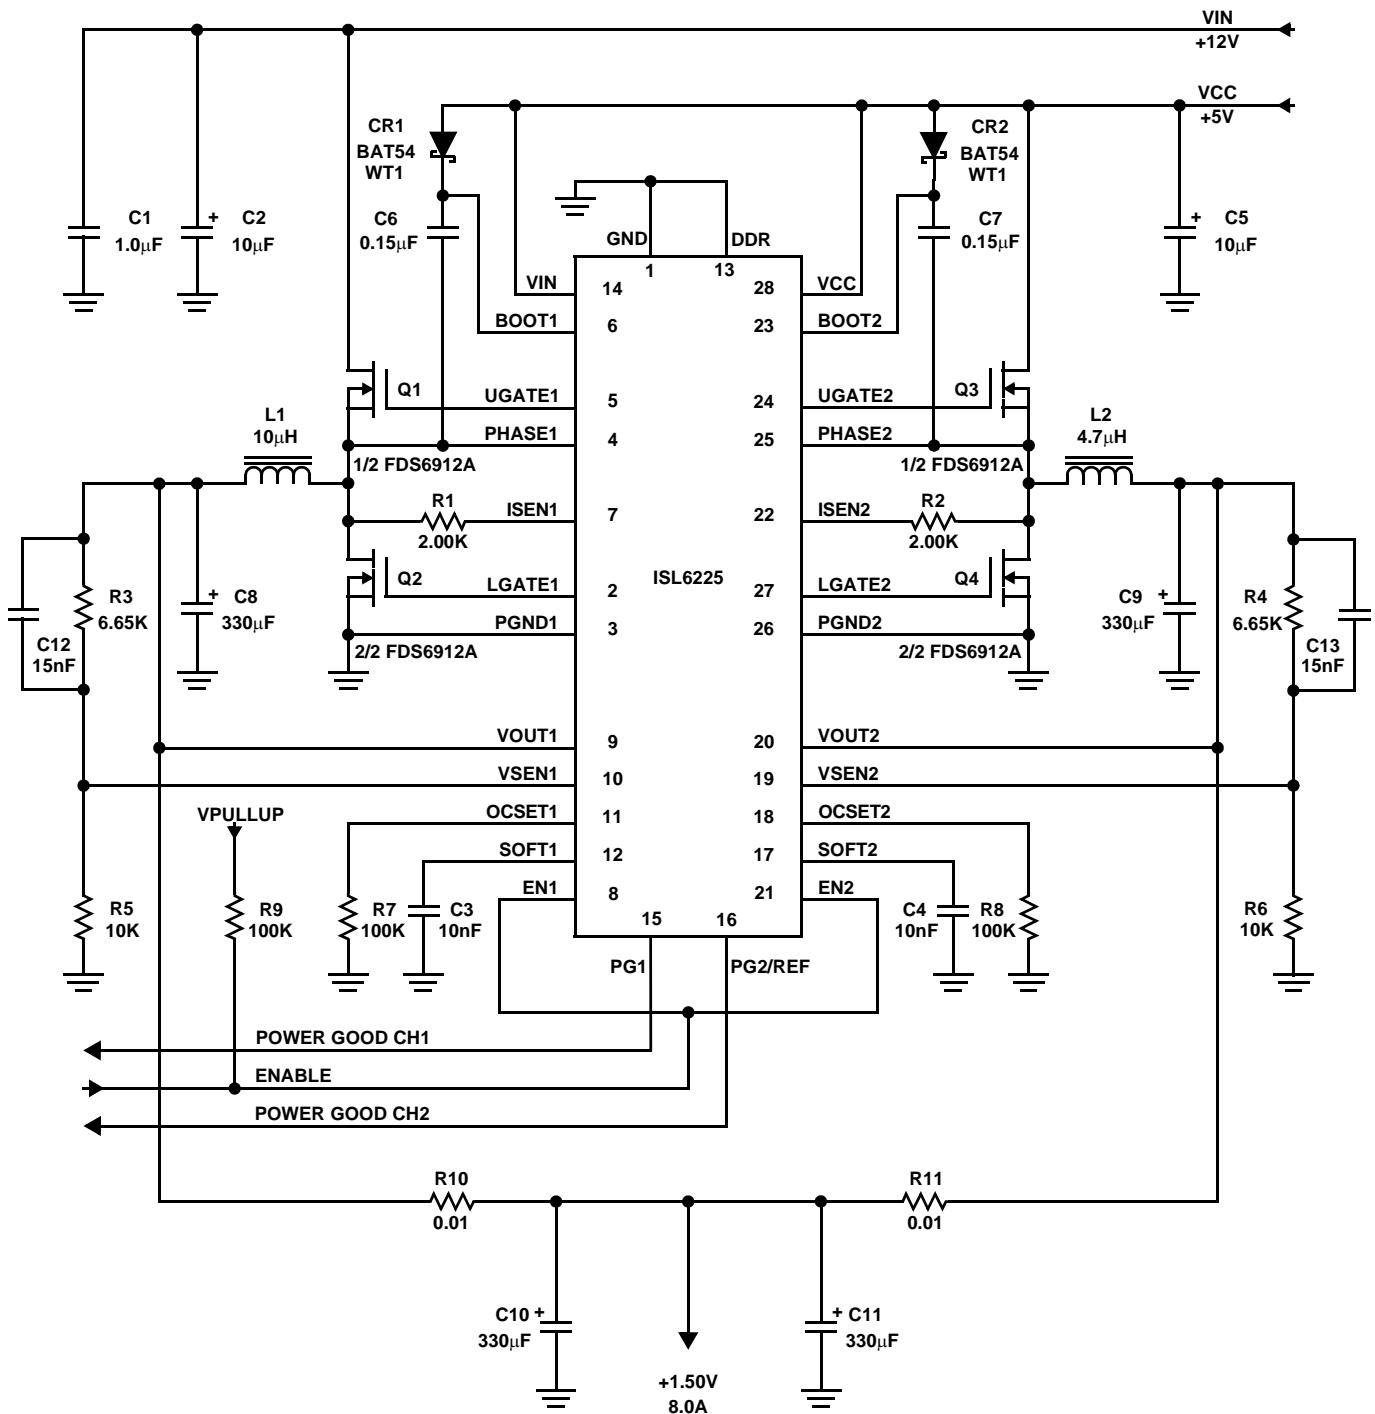 VIN
+12V
VCC
+5V
CR1
BAT54
WT1
CR2
BAT54
WT1
C1
1.0µF
+ C2
10µF
C6
0.15µF
GND
DDR
C7
0.15µF
+ C5
10µF
1
13
VIN
14
28
VCC
BOOT1
6
23
BOOT2
Q1
UGATE1
5
24
UGATE2
Q3
L1
10µH
PHASE1
4
25
PHASE2
L2
4.7µH
1/2 FDS6912A
1/2 FDS6912A
R1
2.00K
ISEN1
7
22
ISEN2
R2
2.00K
ISL6225
Q2
LGATE1
2
27
LGATE2
Q4
R3
6.65K
+ C8
330µF
C9 +
330µF
R4
6.65K
PGND1
3
26
PGND2
C12
15nF
2/2 FDS6912A
2/2 FDS6912A
C13
15nF
VOUT1
9
20
VOUT2
VSEN1
10
19
VSEN2
VPULLUP
OCSET1
11
18
OCSET2
SOFT1
12
17
SOFT2
EN1
8
21
EN2
R5
10K
R9
100K
R7
100K
C3
10nF
15
16
C4
10nF
R8
100K
R6
10K
PG1
PG2/REF
POWER GOOD CH1
ENABLE
POWER GOOD CH2
R10
0.01
R11
0.01
C10 +
330µF
+ C11
330µF
+1.50V
8.0A